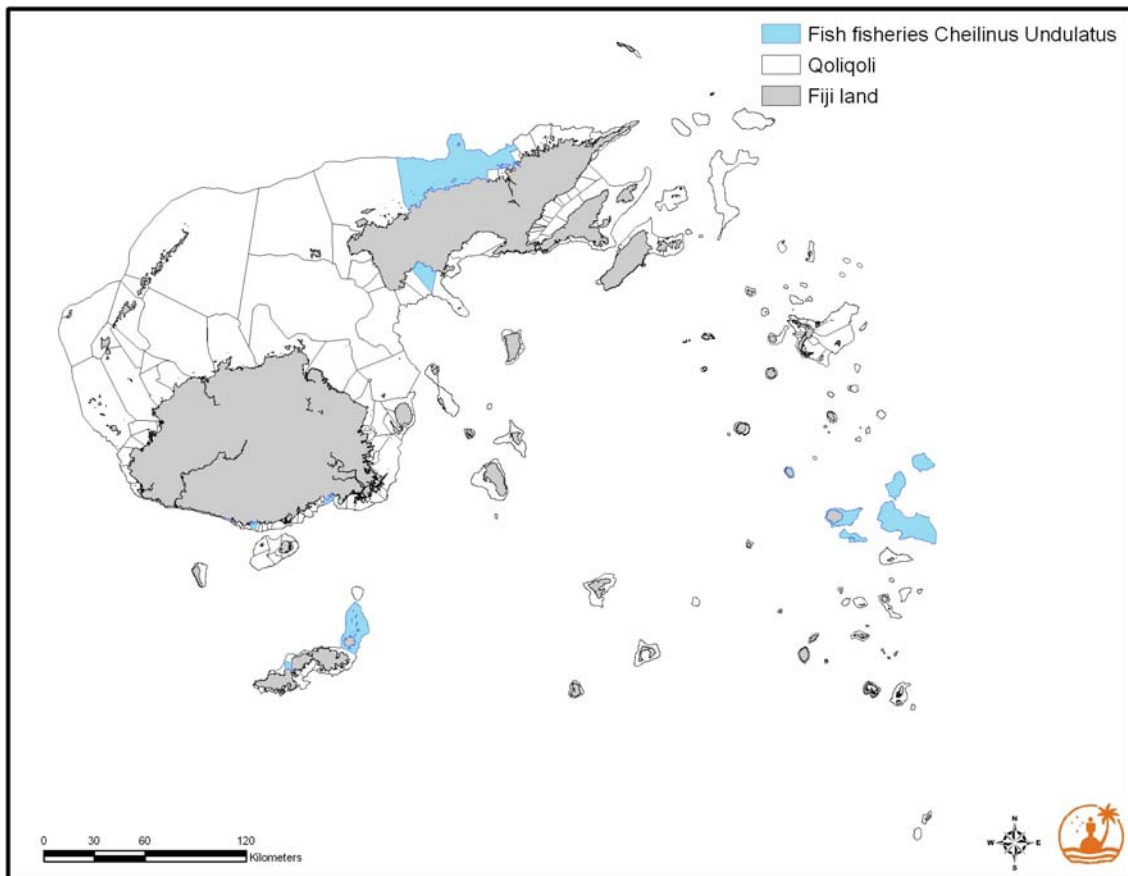 Fish fisheries Cheilinus Undulatus
Qoliqoli
Fiji land
0 30 60 120
Kilometers
N
W E
S